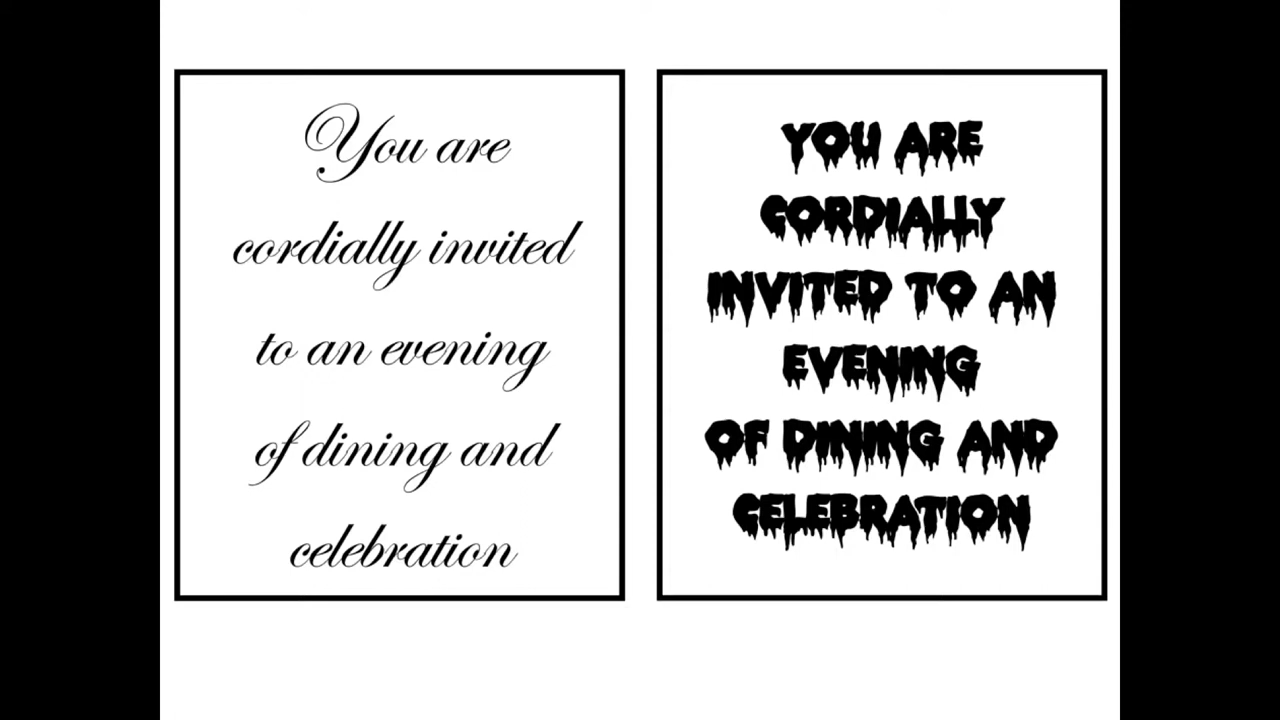 You are
cordially invited
to an evening
of dining and
celebration
YOU ARE
CORDIALLY
INVITED TO AN
EVENING
OF DINING AND
CELEBRATION